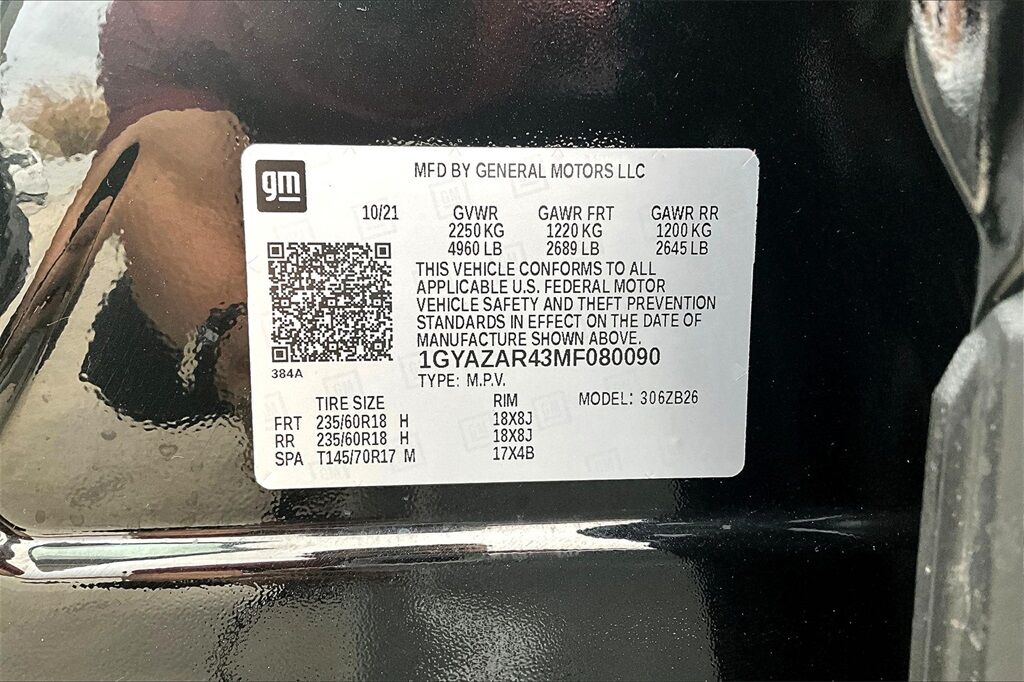 gm
MFD BY GENERAL MOTORS LLC
10/21 GVWR GAWR FRT GAWR RR
2250 KG 1220 KG 1200 KG
4960 LB 2689 LB 2645 LB
THIS VEHICLE CONFORMS TO ALL
APPLICABLE U.S. FEDERAL MOTOR
VEHICLE SAFETY AND THEFT PREVENTION
STANDARDS IN EFFECT ON THE DATE OF
MANUFACTURE SHOWN ABOVE.
1GYAZAR43MF080090
384A
TYPE: M.P.V.
TIRE SIZE RIM MODEL: 306ZB26
FRT 235/60R18 H 18X8J
RR 235/60R18 H 18X8J
SPA T145/70R17 M 17X4B